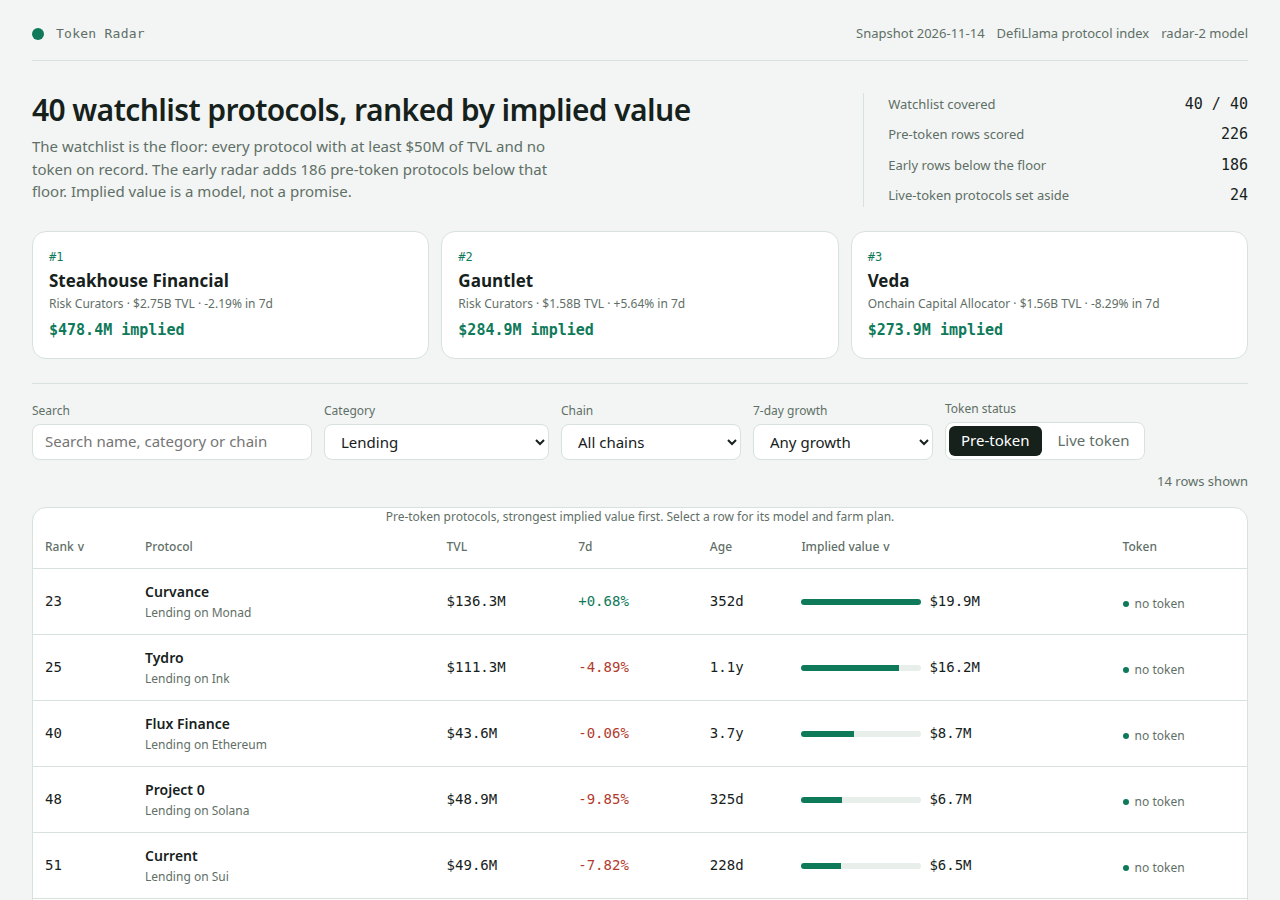 Token Radar
Snapshot 2026-11-14 DefiLlama protocol index radar-2 model
40 watchlist protocols, ranked by implied value
The watchlist is the floor: every protocol with at least $50M of TVL and no
token on record. The early radar adds 186 pre-token protocols below that
floor. Implied value is a model, not a promise.
Watchlist covered 40 / 40
Pre-token rows scored 226
Early rows below the floor 186
Live-token protocols set aside 24
#1
Steakhouse Financial
Risk Curators · $2.75B TVL · -2.19% in 7d
$478.4M implied
#2
Gauntlet
Risk Curators · $1.58B TVL · +5.64% in 7d
$284.9M implied
#3
Veda
Onchain Capital Allocator · $1.56B TVL · -8.29% in 7d
$273.9M implied
Search
Search name, category or chain
Category
Lending
Chain
All chains
7-day growth
Any growth
Token status
Pre-token Live token
14 rows shown
Pre-token protocols, strongest implied value first. Select a row for its model and farm plan.
Rank v Protocol TVL 7d Age Implied value v Token
23 Curvance $136.3M +0.68% 352d $19.9M no token
Lending on Monad
25 Tydro $111.3M -4.89% 1.1y $16.2M no token
Lending on Ink
40 Flux Finance $43.6M -0.06% 3.7y $8.7M no token
Lending on Ethereum
48 Project 0 $48.9M -9.85% 325d $6.7M no token
Lending on Solana
51 Current $49.6M -7.82% 228d $6.5M no token
Lending on Sui